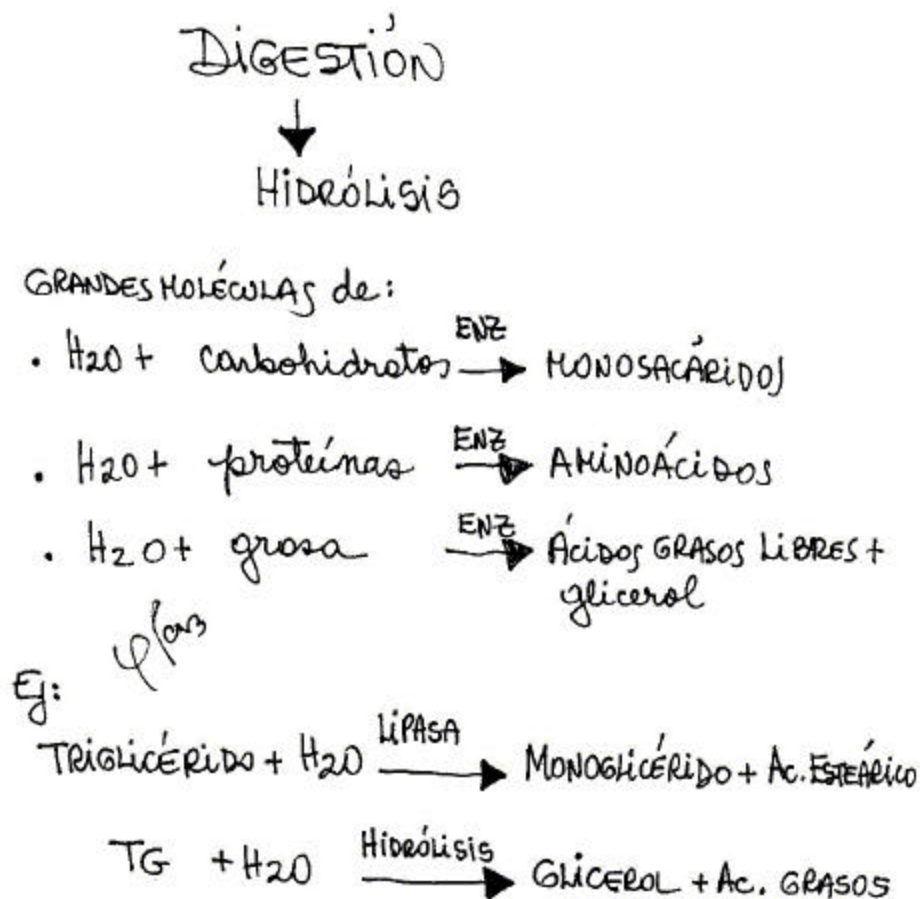 DIGESTIÓN
HIDRÓLISIS
GRANDES MOLÉCULAS de:
. H2O + carbohidratos ENZ → MONOSACÁRIDOS
. H2O + proteínas ENZ → AMINOÁCIDOS
. H2O + grasa ENZ → ÁCIDOS GRASOS LIBRES +
glicerol
Ej:
TRIGLICÉRIDO + H2O LIPASA → MONOGLICÉRIDO + Ac. ESTEÁRICO
TG + H2O HIDRÓLISIS → GLICEROL + Ac. GRASOS